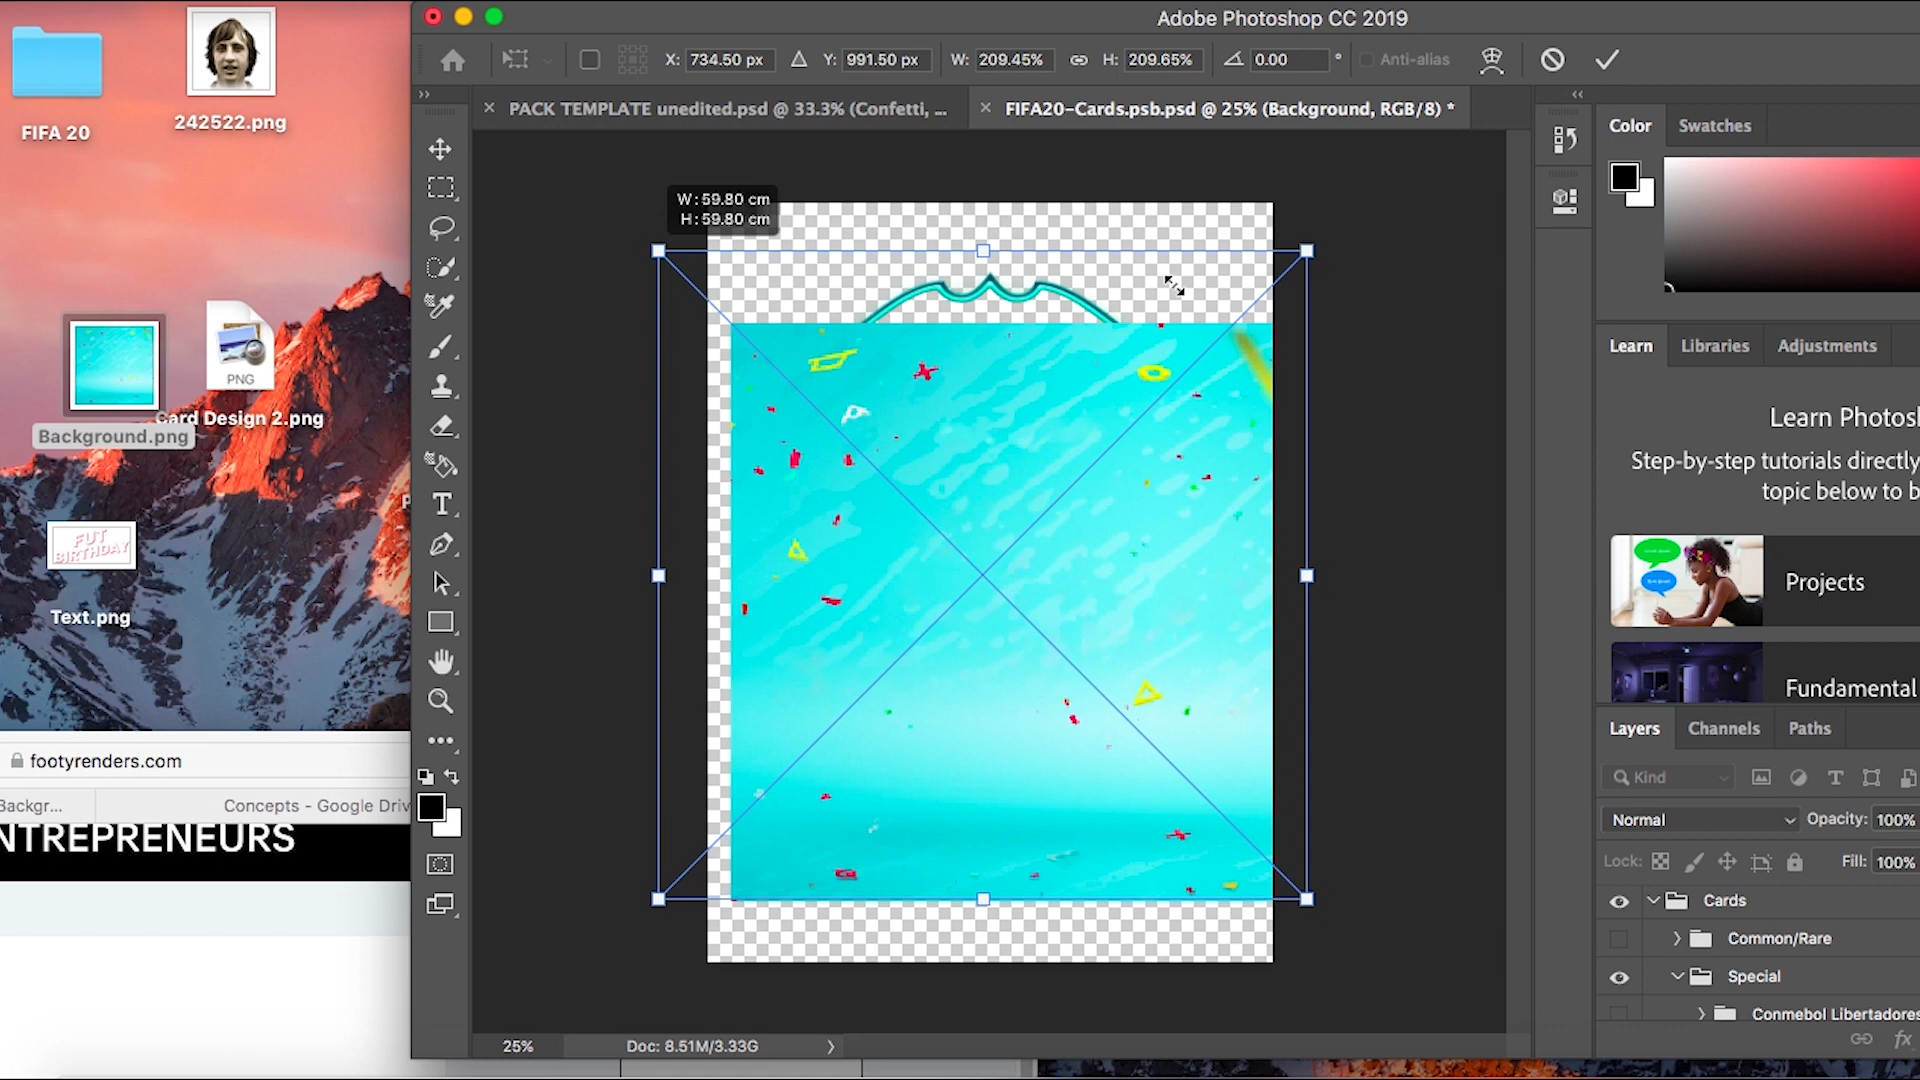 Adobe Photoshop CC 2019
X: 734.50 px Y: 991.50 px W: 209.45% H: 209.65% 0.00 ° Anti-alias
PACK TEMPLATE unedited.psd @ 33.3% (Confetti, ...
FIFA20-Cards.psb.psd @ 25% (Background, RGB/8) *
FIFA 20
242522.png
Background.png
PNG
Card Design 2.png
FUT
BIRTHDAY
Text.png
footyrenders.com
Backgr...
Concepts - Google Driv
NTREPRENEURS
W: 59.80 cm
H: 59.80 cm
25%
Doc: 8.51M/3.33G
Color
Swatches
Learn
Libraries
Adjustments
Learn Photosh
Step-by-step tutorials directly
topic below to b
Projects
Fundamental
Layers
Channels
Paths
Kind
Normal
Opacity: 100%
Lock:
Fill: 100%
Cards
Common/Rare
Special
Conmebol Libertadores
fx